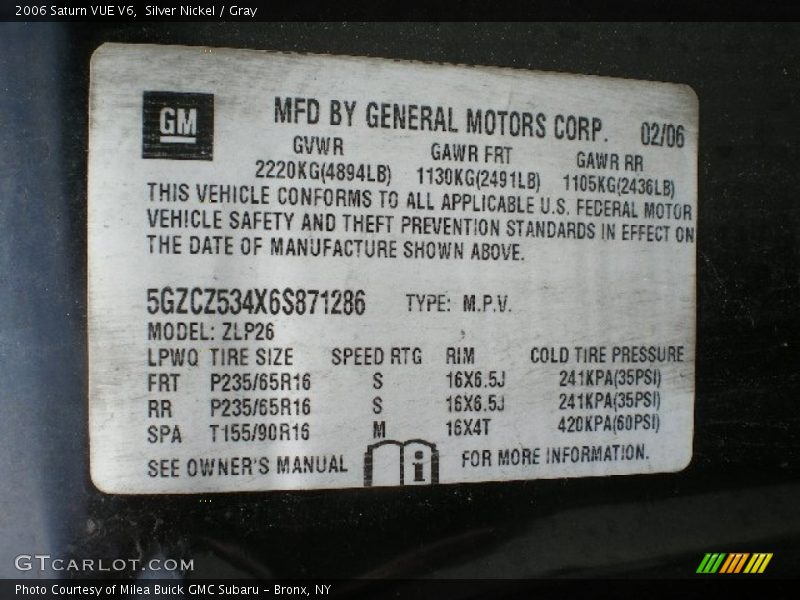 2006 Saturn VUE V6,  Silver Nickel / Gray
GM
MFD BY GENERAL MOTORS CORP. 02/06
GVWR GAWR FRT GAWR RR
2220KG(4894LB) 1130KG(2491LB) 1105KG(2436LB)
THIS VEHICLE CONFORMS TO ALL APPLICABLE U.S. FEDERAL MOTOR
VEHICLE SAFETY AND THEFT PREVENTION STANDARDS IN EFFECT ON
THE DATE OF MANUFACTURE SHOWN ABOVE.
5GZCZ534X6S871286 TYPE: M.P.V.
MODEL: ZLP26
LPWQ TIRE SIZE SPEED RTG RIM COLD TIRE PRESSURE
FRT P235/65R16 S 16X6.5J 241KPA(35PSI)
RR P235/65R16 S 16X6.5J 241KPA(35PSI)
SPA T155/90R16 M 16X4T 420KPA(60PSI)
SEE OWNER'S MANUAL i FOR MORE INFORMATION.
GTCARLOT.COM
Photo Courtesy of Milea Buick GMC Subaru - Bronx, NY